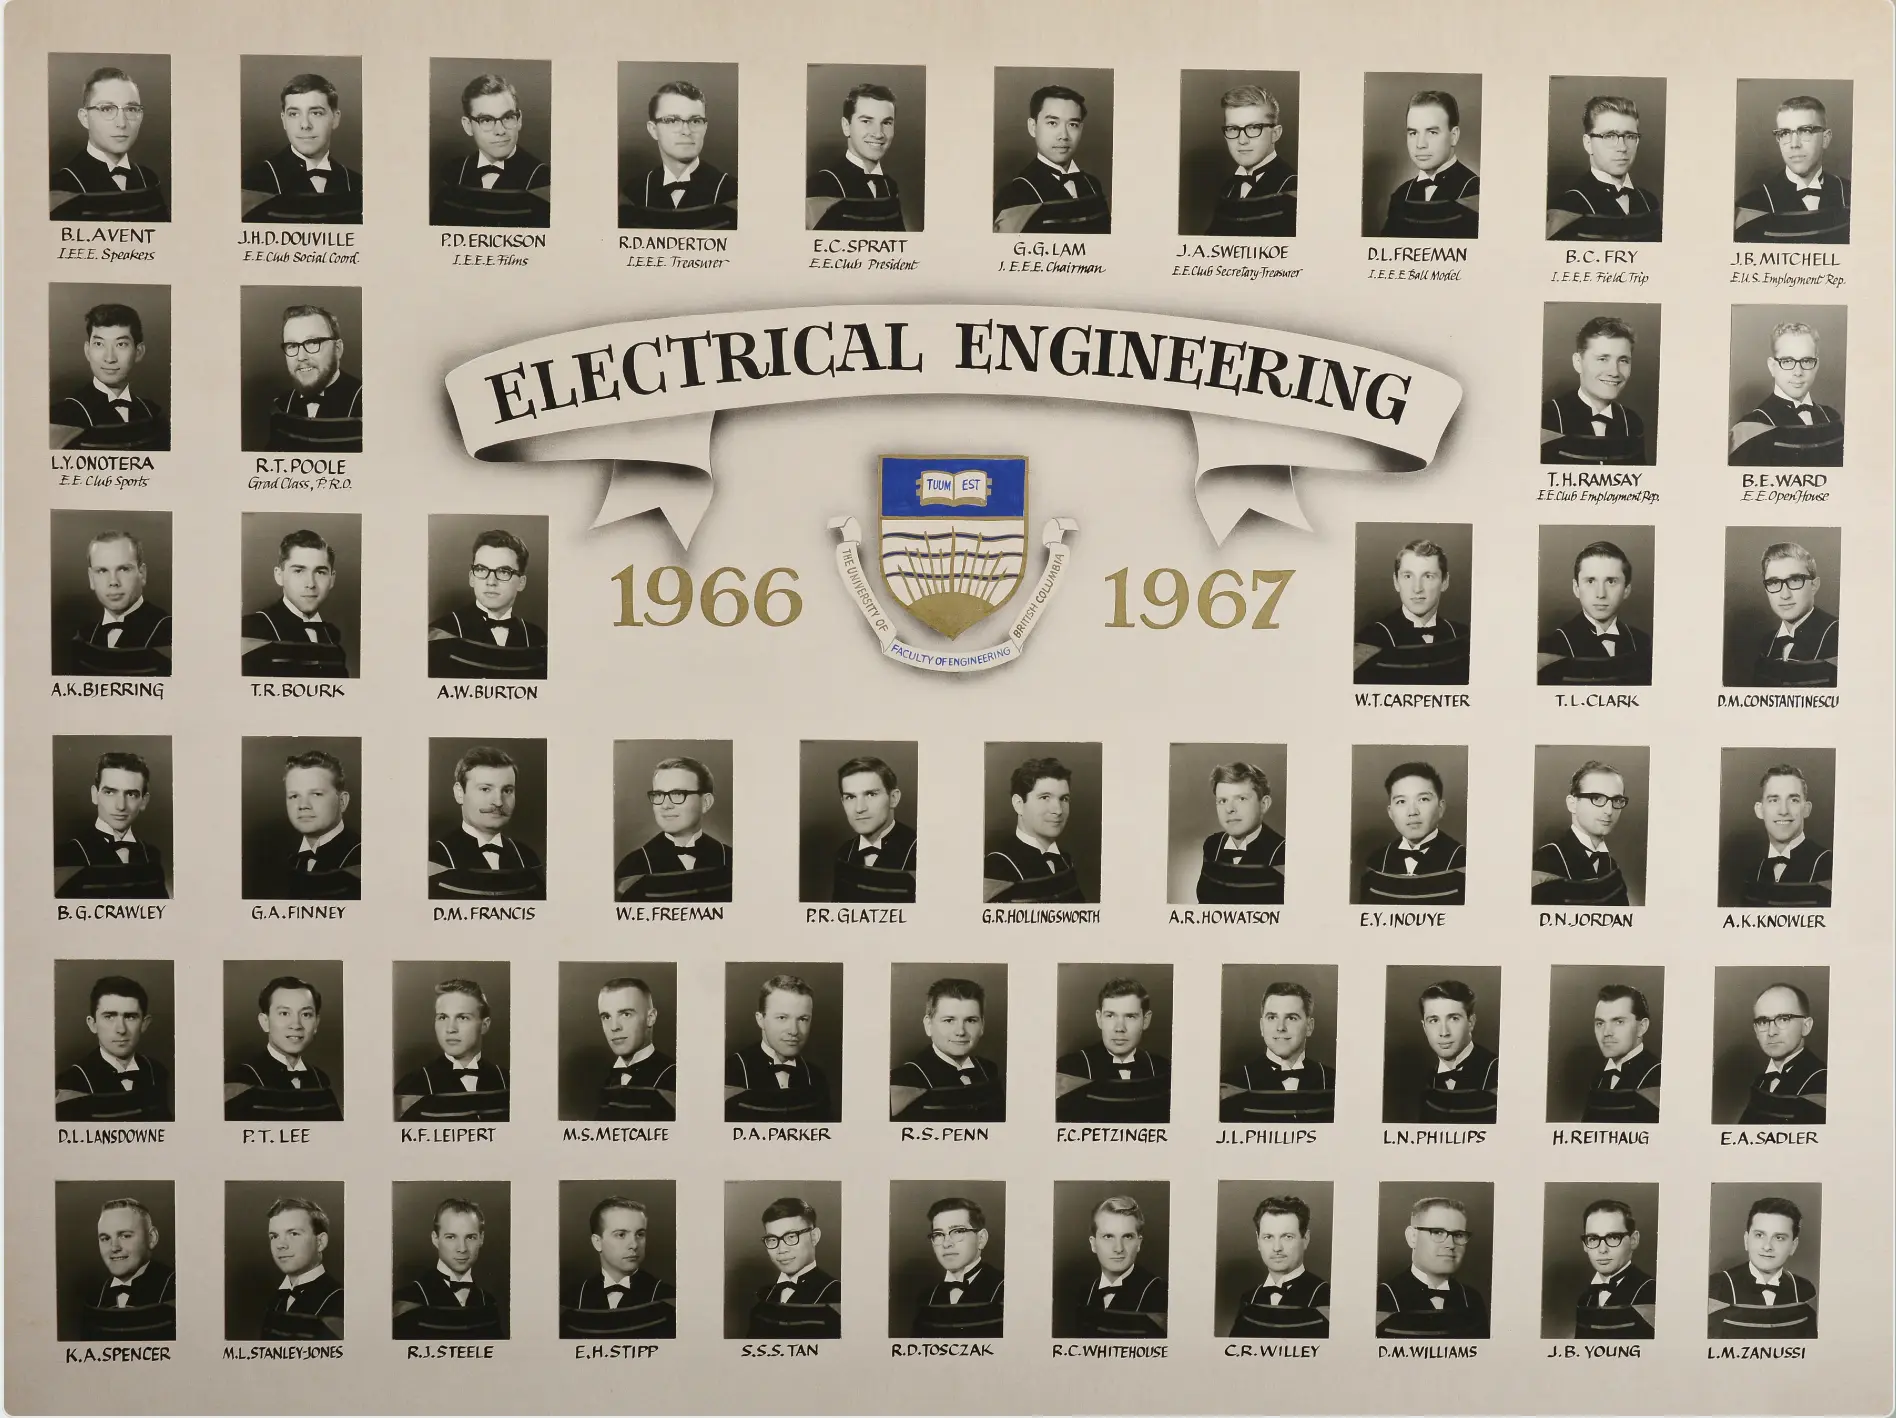 B.L.AVENT
I.E.E.E. Speakers
J.H.D.DOUVILLE
E.E.Club Social Coord.
P.D.ERICKSON
I.E.E.E. Films
R.D.ANDERTON
I.E.E.E. Treasurer
E.C.SPRATT
E.E.Club President
G.G.LAM
I.E.E.E. Chairman
J.A.SWETLIKOE
E.E.Club Secretary-Treasurer
D.L.FREEMAN
I.E.E.E Ball Model
B.C.FRY
I.E.E.E. Field Trip
J.B.MITCHELL
E.U.S. Employment Rep.
ELECTRICAL ENGINEERING
L.Y.ONOTERA
E.E. Club Sports
R.T.POOLE
Grad Class, P.R.O.
T.H.RAMSAY
E.E.Club Employment Rep.
B.E.WARD
E.E.Open House
TUUM EST
THE UNIVERSITY OF
BRITISH COLUMBIA
FACULTY OF ENGINEERING
1966
1967
A.K.BJERRING
T.R.BOURK
A.W.BURTON
W.T.CARPENTER
T.L.CLARK
D.M.CONSTANTINESCU
B.G.CRAWLEY
G.A.FINNEY
D.M.FRANCIS
W.E.FREEMAN
P.R.GLATZEL
G.R.HOLLINGSWORTH
A.R.HOWATSON
E.Y.INOUYE
D.N.JORDAN
A.K.KNOWLER
D.L.LANSDOWNE
P.T.LEE
K.F.LEIPERT
M.S.METCALFE
D.A.PARKER
R.S.PENN
F.C.PETZINGER
J.L.PHILLIPS
L.N.PHILLIPS
H.REITHAUG
E.A.SADLER
K.A.SPENCER
M.L.STANLEY-JONES
R.J.STEELE
E.H.STIPP
S.S.S.TAN
R.D.TOSCZAK
R.C.WHITEHOUSE
C.R.WILLEY
D.M.WILLIAMS
J.B.YOUNG
L.M.ZANUSSI